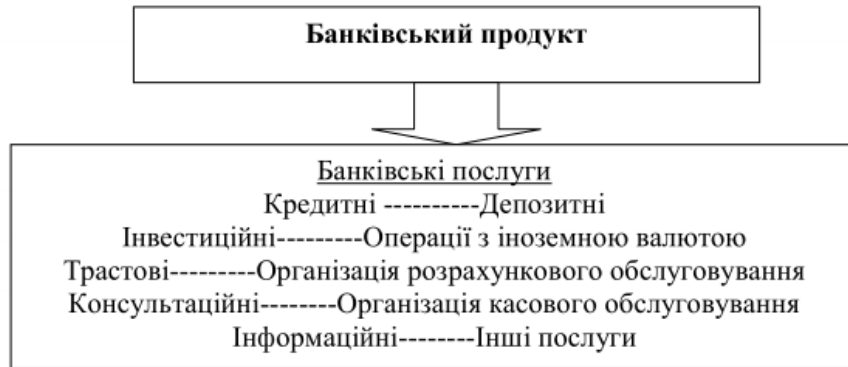 Банківський продукт
Банківські послуги
Кредитні ----------Депозитні
Інвестиційні---------Операції з іноземною валютою
Трастові---------Організація розрахункового обслуговування
Консультаційні--------Організація касового обслуговування
Інформаційні--------Інші послуги